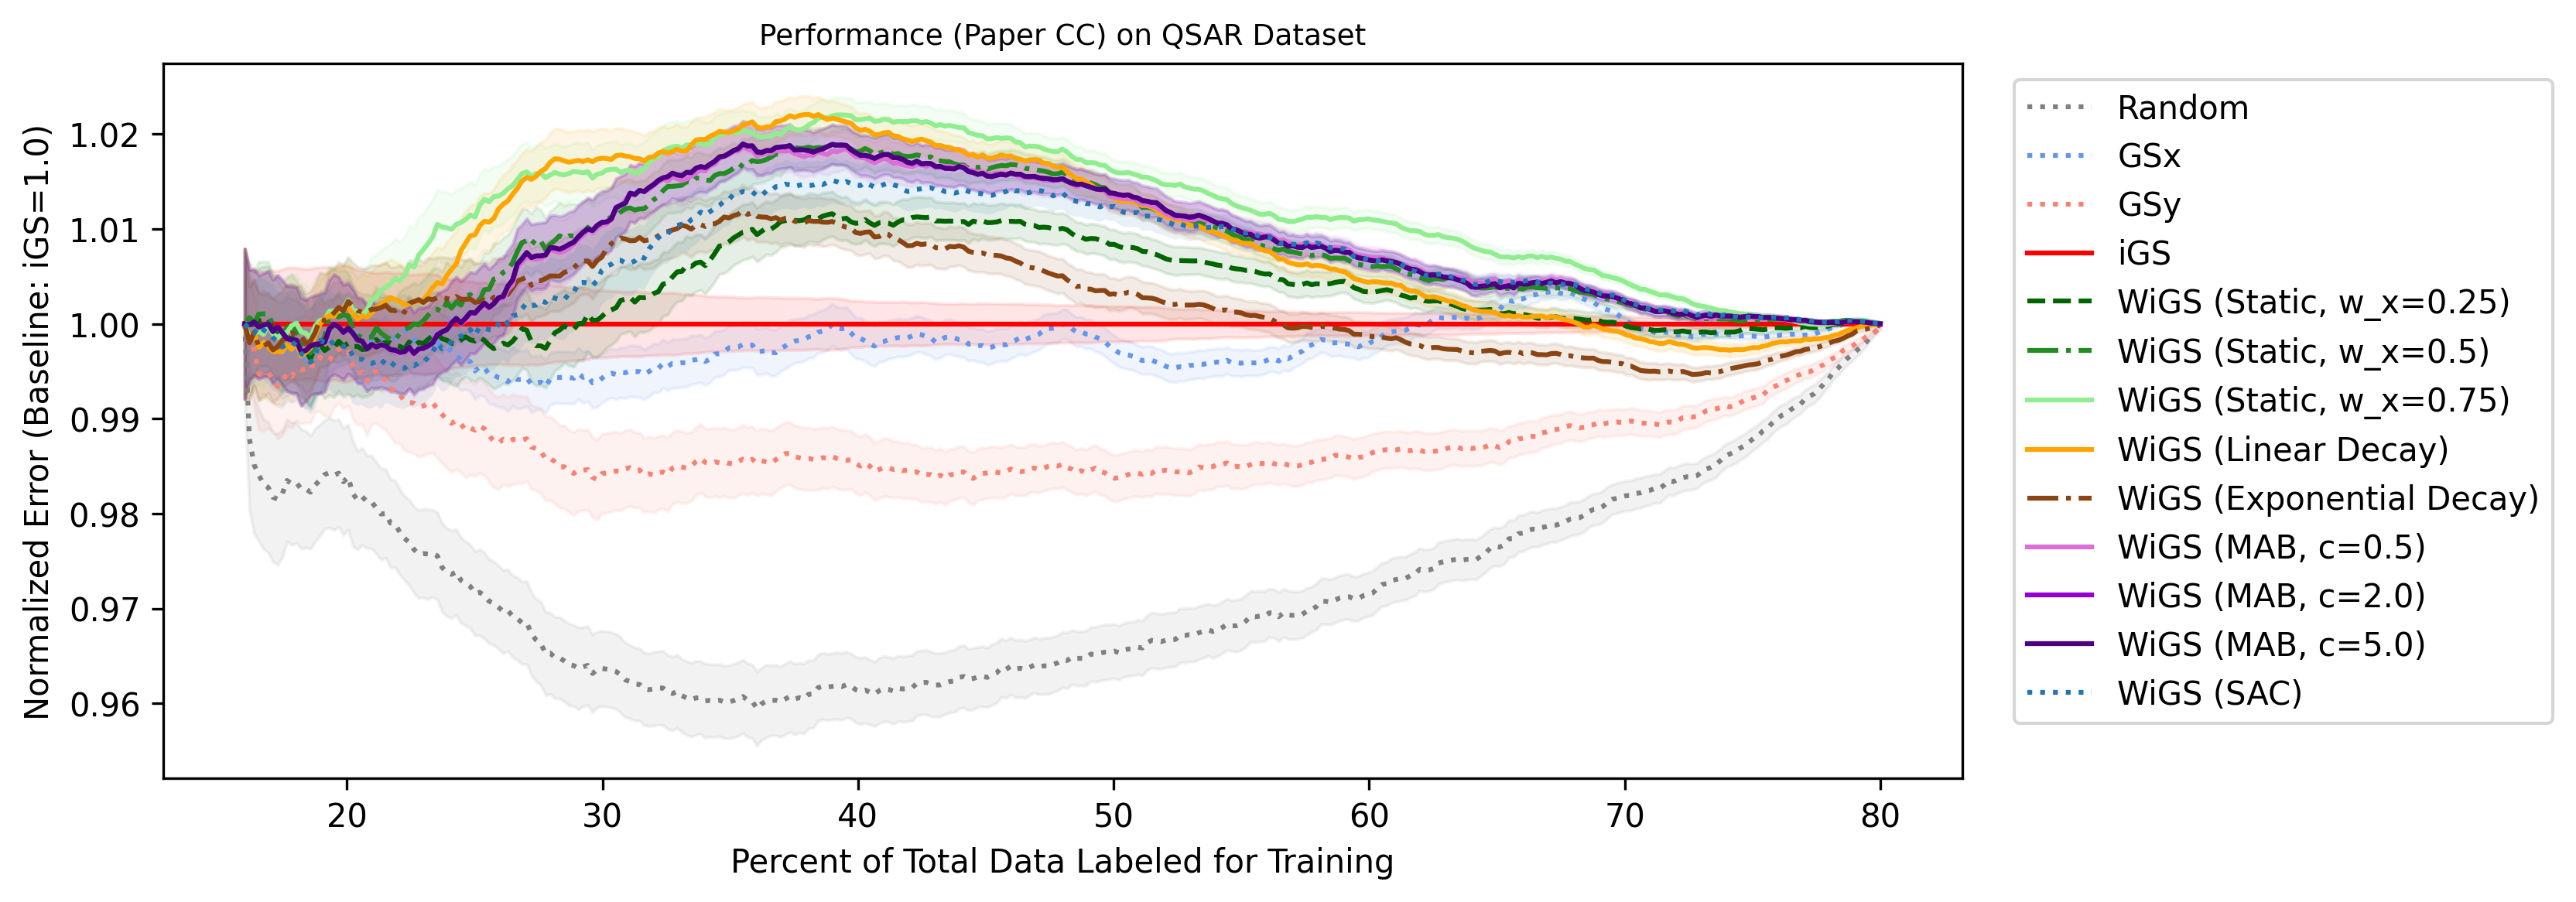 Performance (Paper CC) on QSAR Dataset
Normalized Error (Baseline: iGS=1.0)
1.02
1.01
1.00
0.99
0.98
0.97
0.96
20 30 40 50 60 70 80
Percent of Total Data Labeled for Training
Random
GSx
GSy
iGS
WiGS (Static, w_x=0.25)
WiGS (Static, w_x=0.5)
WiGS (Static, w_x=0.75)
WiGS (Linear Decay)
WiGS (Exponential Decay)
WiGS (MAB, c=0.5)
WiGS (MAB, c=2.0)
WiGS (MAB, c=5.0)
WiGS (SAC)